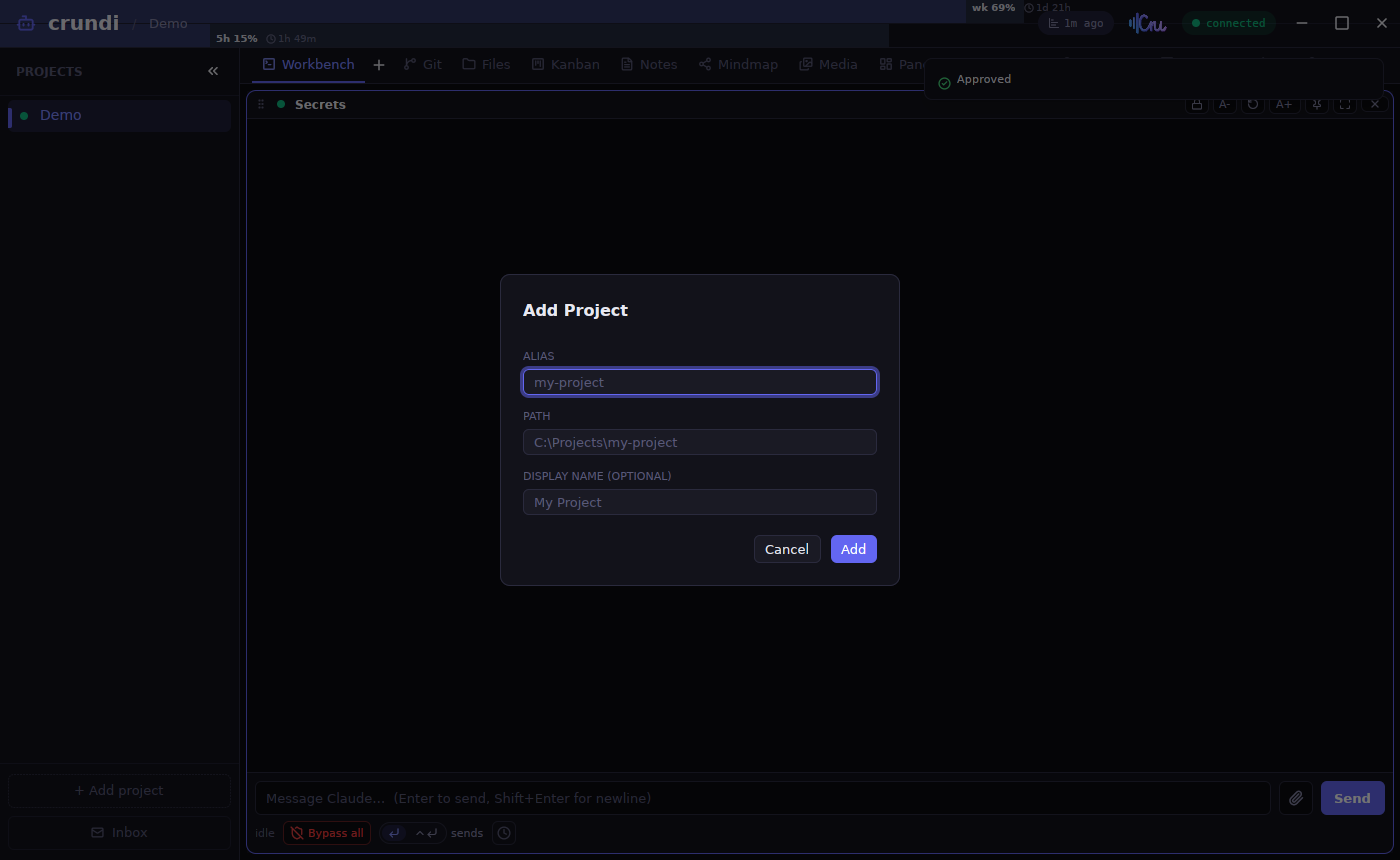 wk 69% 1d 21h
crundi / Demo
1m ago
Cru
connected
5h 15% 1h 49m
PROJECTS
Workbench
Git
Files
Kanban
Notes
Mindmap
Media
Approved
Demo
Secrets
A-
A+
Add Project
ALIAS
my-project
PATH
C:\Projects\my-project
DISPLAY NAME (OPTIONAL)
My Project
Cancel
Add
+ Add project
Inbox
Message Claude... (Enter to send, Shift+Enter for newline)
Send
idle
Bypass all
sends